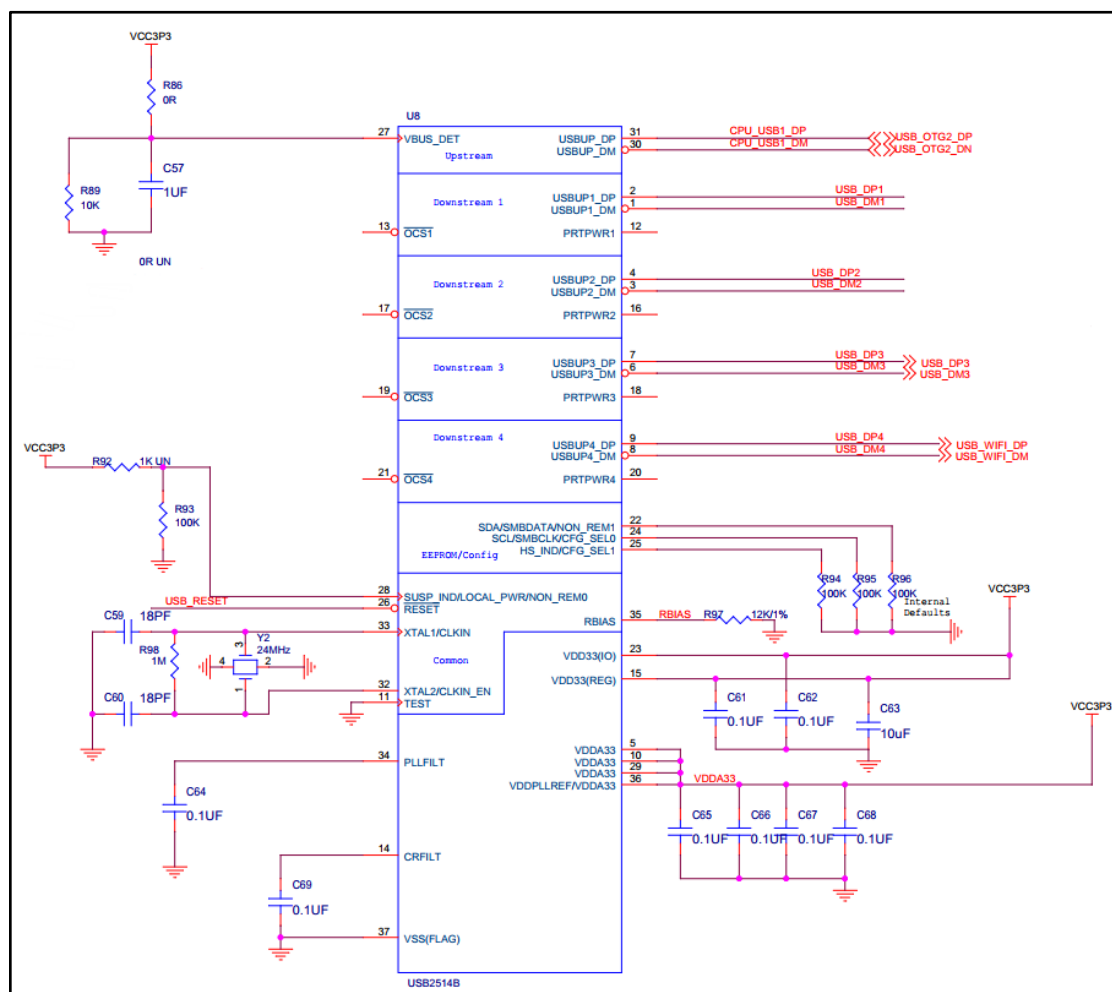 VCC3P3
R86
0R
U8
27
VBUS_DET
USBUP_DP
31
CPU_USB1_DP
USB_OTG2_DP
USBUP_DM
30
CPU_USB1_DM
USB_OTG2_DN
Upstream
C57
1UF
R89
10K
Downstream 1
USBUP1_DP
2
USB_DP1
USBUP1_DM
1
USB_DM1
13
OCS1
PRTPWR1
12
0R UN
Downstream 2
USBUP2_DP
4
USB_DP2
USBUP2_DM
3
USB_DM2
17
OCS2
PRTPWR2
16
Downstream 3
USBUP3_DP
7
USB_DP3
USB_DP3
USBUP3_DM
6
USB_DM3
USB_DM3
19
OCS3
PRTPWR3
18
Downstream 4
USBUP4_DP
9
USB_DP4
USB_WIFI_DP
USBUP4_DM
8
USB_DM4
USB_WIFI_DM
21
OCS4
PRTPWR4
20
VCC3P3
R92
1K UN
R93
100K
SDA/SMBDATA/NON_REM1
22
SCL/SMBCLK/CFG_SEL0
24
HS_IND/CFG_SEL1
25
EEPROM/Config
R94
100K
R95
100K
R96
100K
Internal
Defaults
VCC3P3
28
SUSP_IND/LOCAL_PWR/NON_REM0
USB_RESET
26
RESET
RBIAS
35
RBIAS
R97
12K/1%
C59
18PF
33
XTAL1/CLKIN
R98
1M
Y2
24MHz
3
4
2
1
Common
VDD33(IO)
23
VDD33(REG)
15
C60
18PF
32
XTAL2/CLKIN_EN
11
TEST
C61
0.1UF
C62
0.1UF
C63
10uF
VCC3P3
34
PLLFILT
VDDA33
5
VDDA33
10
VDDA33
29
VDDPLLREF/VDDA33
36
VDDA33
C64
0.1UF
C65
0.1UF
C66
0.1UF
C67
0.1UF
C68
0.1UF
14
CRFILT
C69
0.1UF
37
VSS(FLAG)
USB2514B